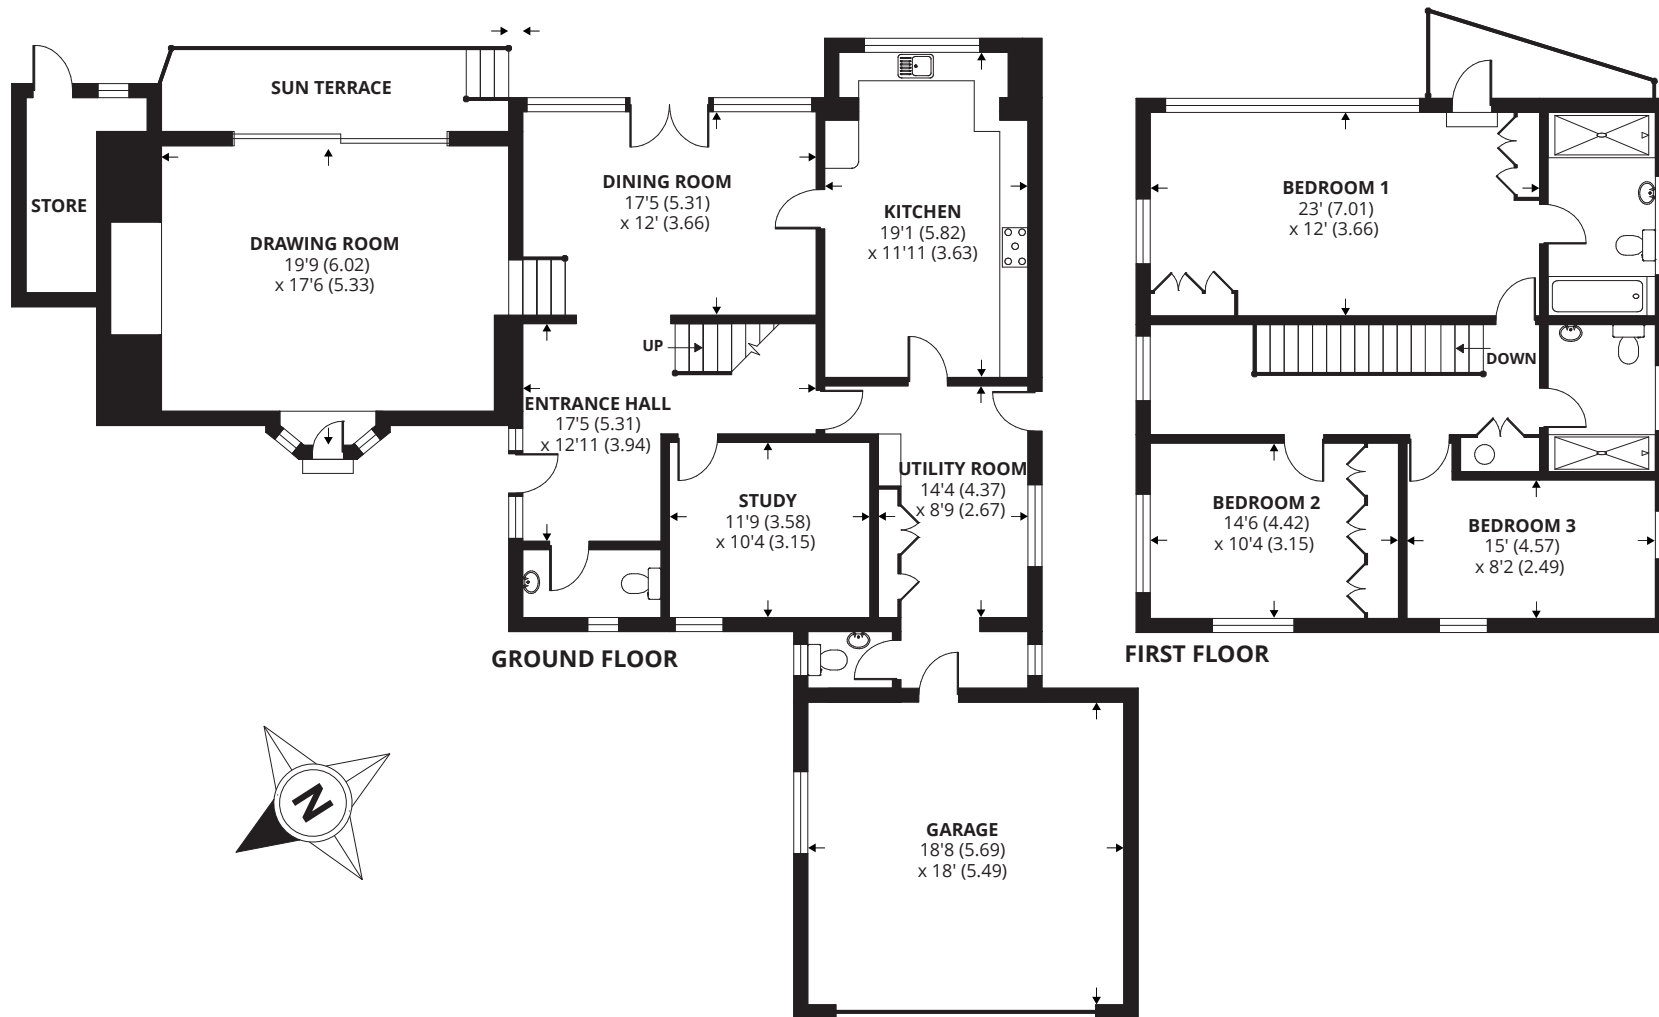 SUN TERRACE
STORE
DRAWING ROOM
19'9 (6.02)
x 17'6 (5.33)
DINING ROOM
17'5 (5.31)
x 12' (3.66)
KITCHEN
19'1 (5.82)
x 11'11 (3.63)
UP
ENTRANCE HALL
17'5 (5.31)
x 12'11 (3.94)
STUDY
11'9 (3.58)
x 10'4 (3.15)
UTILITY ROOM
14'4 (4.37)
x 8'9 (2.67)
GROUND FLOOR
GARAGE
18'8 (5.69)
x 18' (5.49)
N
BEDROOM 1
23' (7.01)
x 12' (3.66)
DOWN
BEDROOM 2
14'6 (4.42)
x 10'4 (3.15)
BEDROOM 3
15' (4.57)
x 8'2 (2.49)
FIRST FLOOR